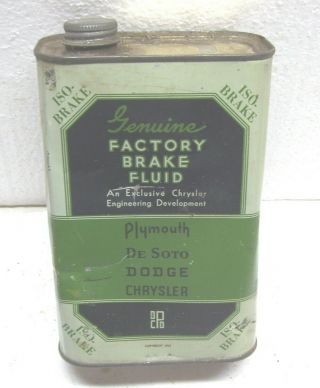 ISO-
BRAKE
ISO-
BRAKE
Genuine
FACTORY
BRAKE
FLUID
An Exclusive Chrysler
Engineering Development
Plymouth
DE SOTO
DODGE
CHRYSLER
ISO-
BRAKE
ISO-
BRAKE